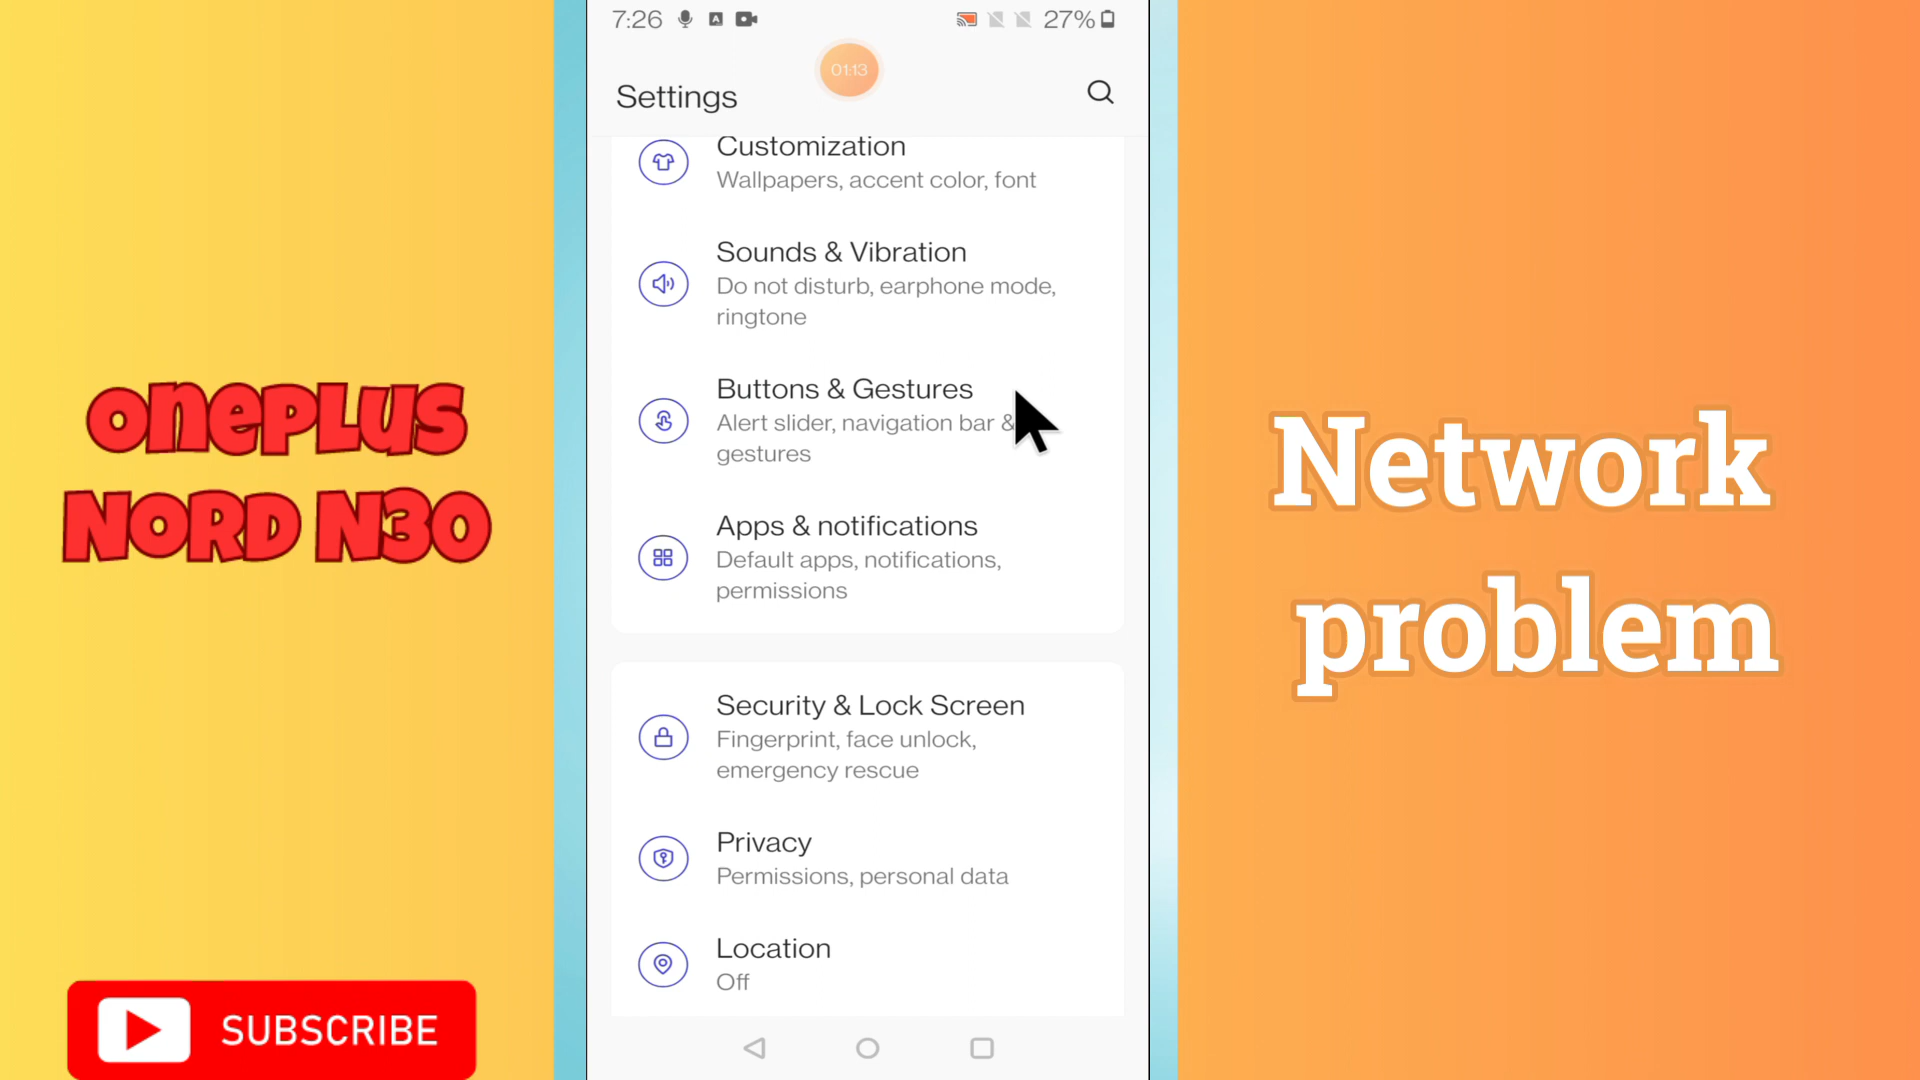 7:26
27%
01:13
Settings
Customization
Wallpapers, accent color, font
Sounds & Vibration
Do not disturb, earphone mode,
ringtone
Buttons & Gestures
Alert slider, navigation bar &
gestures
Apps & notifications
Default apps, notifications,
permissions
Security & Lock Screen
Fingerprint, face unlock,
emergency rescue
Privacy
Permissions, personal data
Location
Off
onePLus
NORD N30
SUBSCRIBE
Network
problem